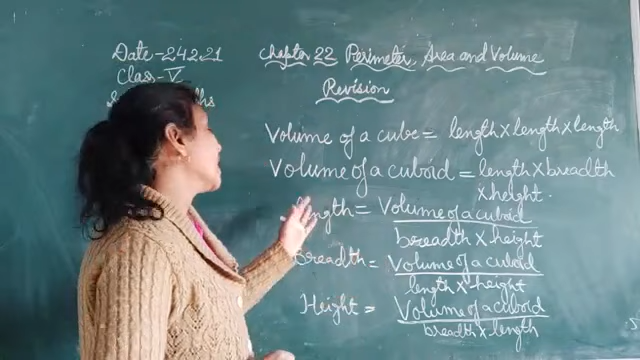 Date-24.2.21
Chapter 22 Perimeter, Area and Volume
Class-V
Revision
Volume of a cube = length X length X length
Volume of a cuboid = length X breadth
X height.
= Volume of a cuboid
breadth X height
Breadth = Volume of a cuboid
length X height
Height = Volume of a cuboid
breadth X length